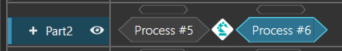 + Part2 Process #5 Process #6